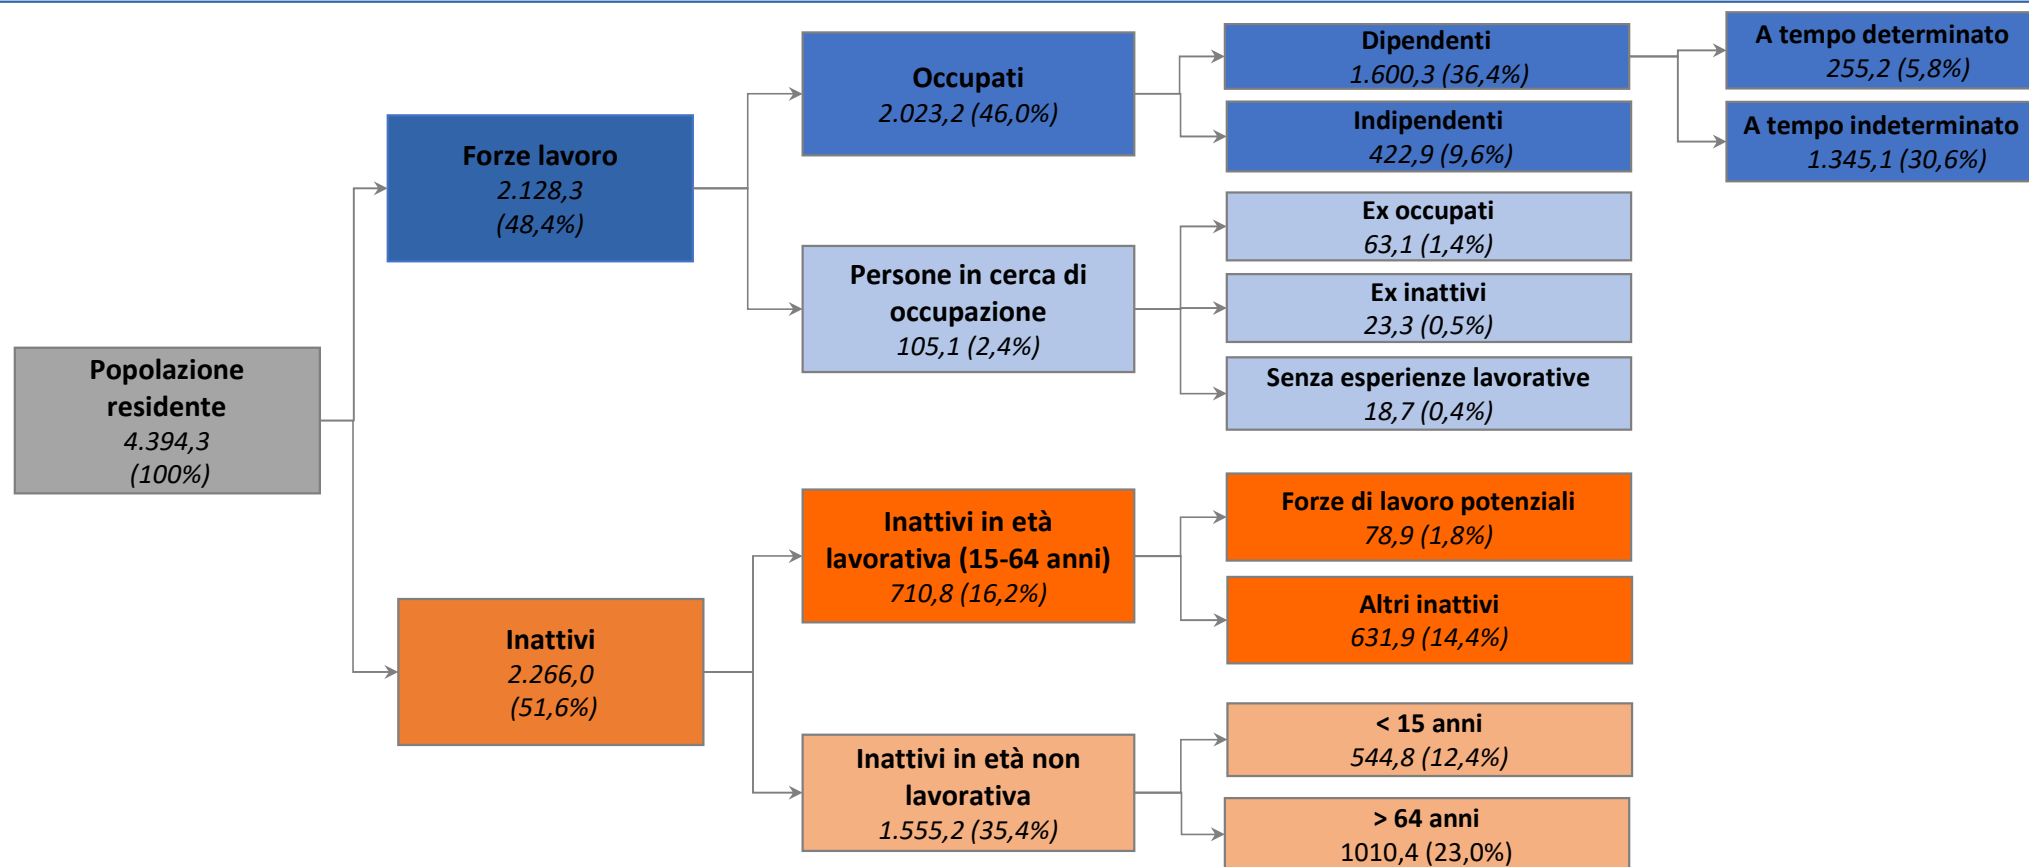 Popolazione
residente
4.394,3
(100%)
Forze lavoro
2.128,3
(48,4%)
Inattivi
2.266,0
(51,6%)
Occupati
2.023,2 (46,0%)
Persone in cerca di
occupazione
105,1 (2,4%)
Inattivi in età
lavorativa (15-64 anni)
710,8 (16,2%)
Inattivi in età non
lavorativa
1.555,2 (35,4%)
Dipendenti
1.600,3 (36,4%)
Indipendenti
422,9 (9,6%)
Ex occupati
63,1 (1,4%)
Ex inattivi
23,3 (0,5%)
Senza esperienze lavorative
18,7 (0,4%)
Forze di lavoro potenziali
78,9 (1,8%)
Altri inattivi
631,9 (14,4%)
< 15 anni
544,8 (12,4%)
> 64 anni
1010,4 (23,0%)
A tempo determinato
255,2 (5,8%)
A tempo indeterminato
1.345,1 (30,6%)